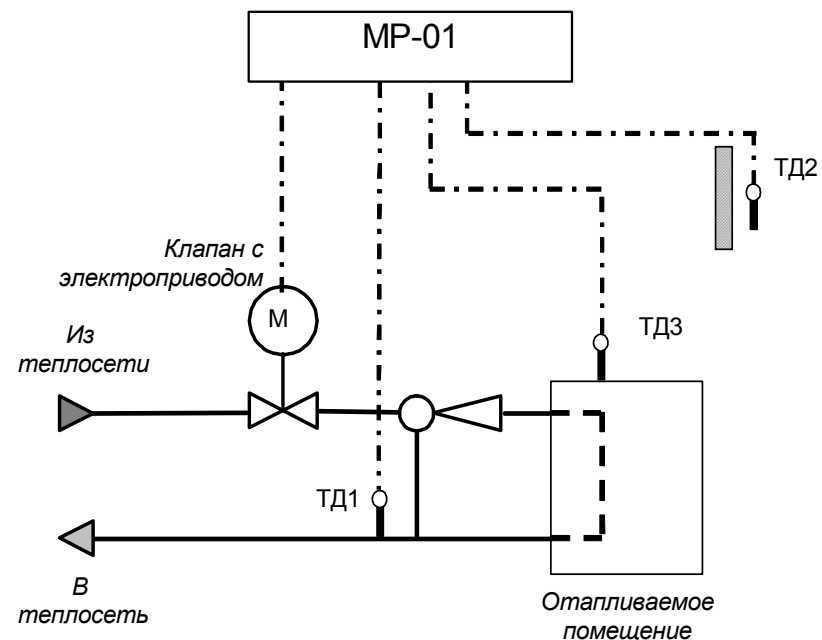 МР-01
ТД2
Клапан с
электроприводом
М
ТД3
Из
теплосети
ТД1
В
теплосеть
Отапливаемое
помещение